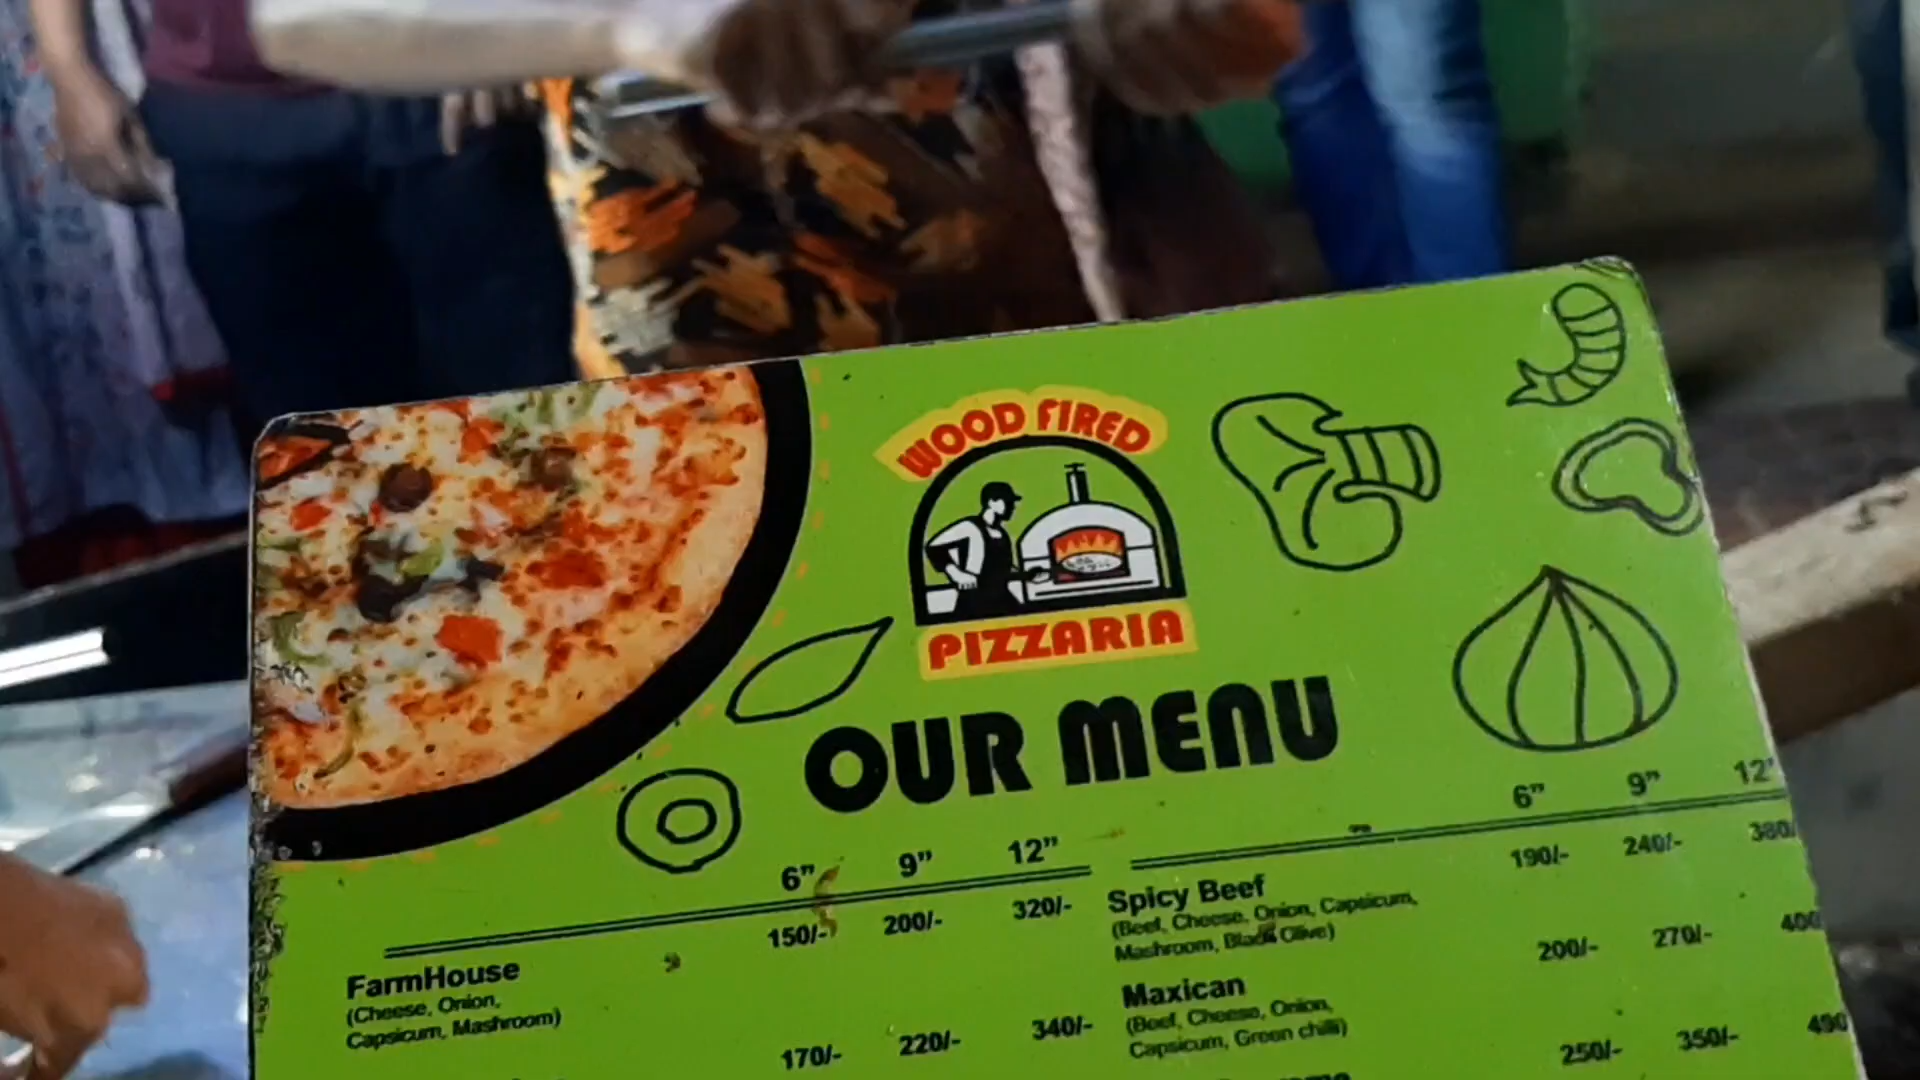 WOOD FIRED
PIZZARIA
OUR MENU
6” 9” 12”
150/- 200/- 320/-
FarmHouse
(Cheese, Onion,
Capsicum, Mashroom)
170/- 220/- 340/-
6” 9” 12”
190/- 240/- 380/
Spicy Beef
(Beef, Cheese, Onion, Capsicum,
Mashroom, Black Olive)
200/- 270/- 400
Maxican
(Beef, Cheese, Onion,
Capsicum, Green chilli)
250/- 350/- 490